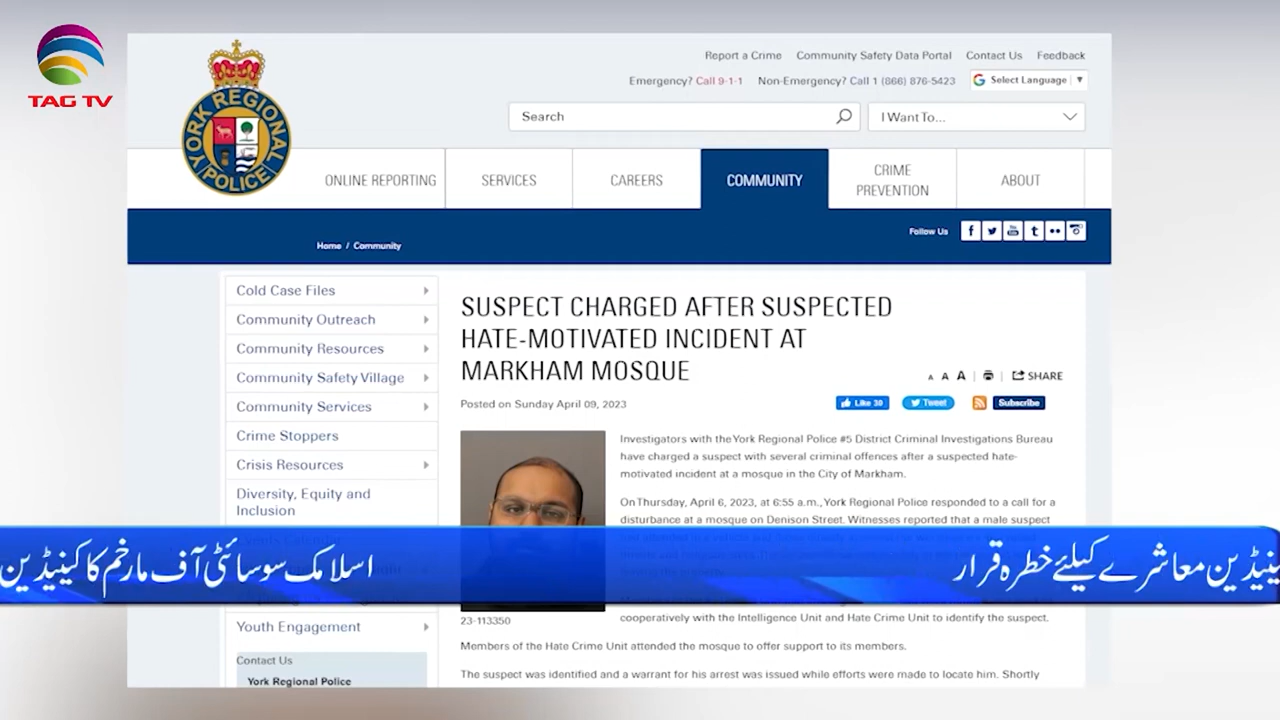 TAG TV
YORK REGIONAL POLICE
Report a Crime Community Safety Data Portal Contact Us Feedback
Emergency? Call 9-1-1 Non-Emergency? Call 1 (866) 876-5423 Select Language
Search
I Want To...
ONLINE REPORTING
SERVICES
CAREERS
COMMUNITY
CRIME
PREVENTION
ABOUT
Follow Us
Home / Community
Cold Case Files
Community Outreach
Community Resources
Community Safety Village
Community Services
Crime Stoppers
Crisis Resources
Diversity, Equity and
Inclusion
Youth Engagement
Contact Us
York Regional Police
SUSPECT CHARGED AFTER SUSPECTED
HATE-MOTIVATED INCIDENT AT
MARKHAM MOSQUE
A A A SHARE
Posted on Sunday April 09, 2023
Like 30 Tweet Subscribe
Investigators with the York Regional Police #5 District Criminal Investigations Bureau
have charged a suspect with several criminal offences after a suspected hate-
motivated incident at a mosque in the City of Markham.
On Thursday, April 6, 2023, at 6:55 a.m., York Regional Police responded to a call for a
disturbance at a mosque on Denison Street. Witnesses reported that a male suspect
معاشرے کیلئے خطرہ قرار
اسلامک سوسائٹی آف مارخم کا کینیڈین
23-113350
cooperatively with the Intelligence Unit and Hate Crime Unit to identify the suspect.
Members of the Hate Crime Unit attended the mosque to offer support to its members.
The suspect was identified and a warrant for his arrest was issued while efforts were made to locate him. Shortly